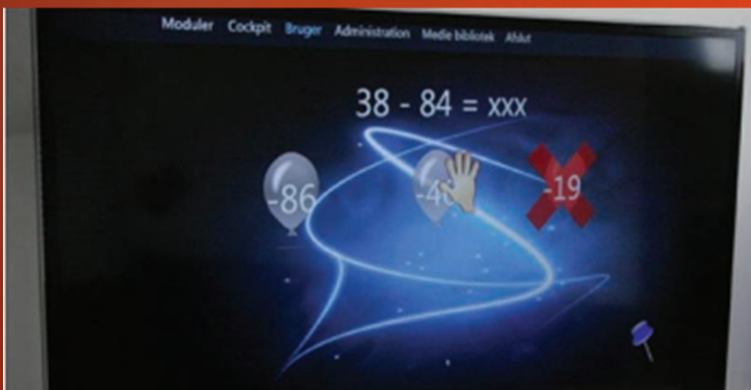 Moduler Cockpit Bruger Administration Medie bibliotek Afslut
38 - 84 = xxx
-86 -19